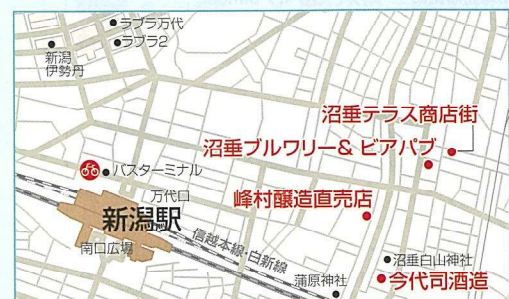 ラブラ万代
ラブラ2
新潟
伊勢丹
沼垂テラス商店街
沼垂ブルワリー& ビアパブ
バスターミナル
万代口
峰村醸造直売店
新潟駅
信越本線・白新線
南口広場
沼垂白山神社
蒲原神社
今代司酒造